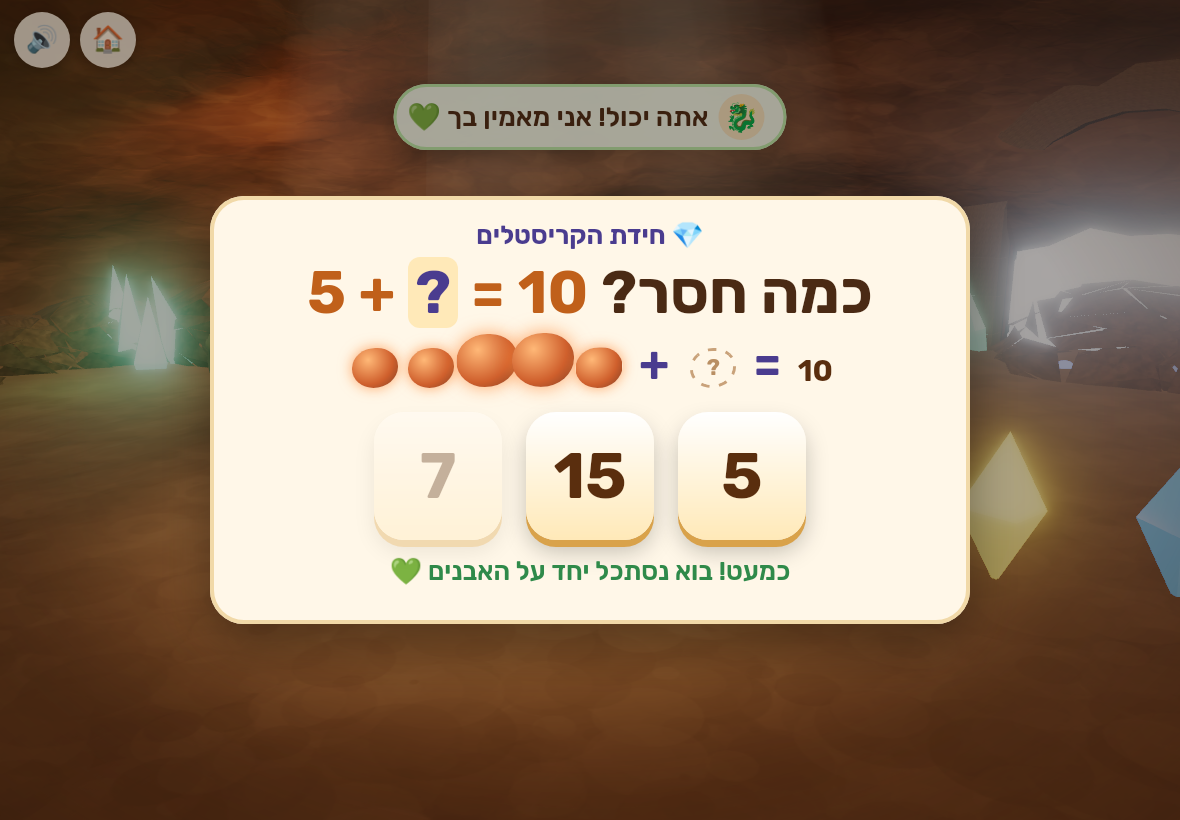 אתה יכול! אני מאמין בך 💚
💎 חידת הקריסטלים
כמה חסר? 5 + ? = 10
+ ? = 10
7 15 5
כמעט! בוא נסתכל יחד על האבנים 💚